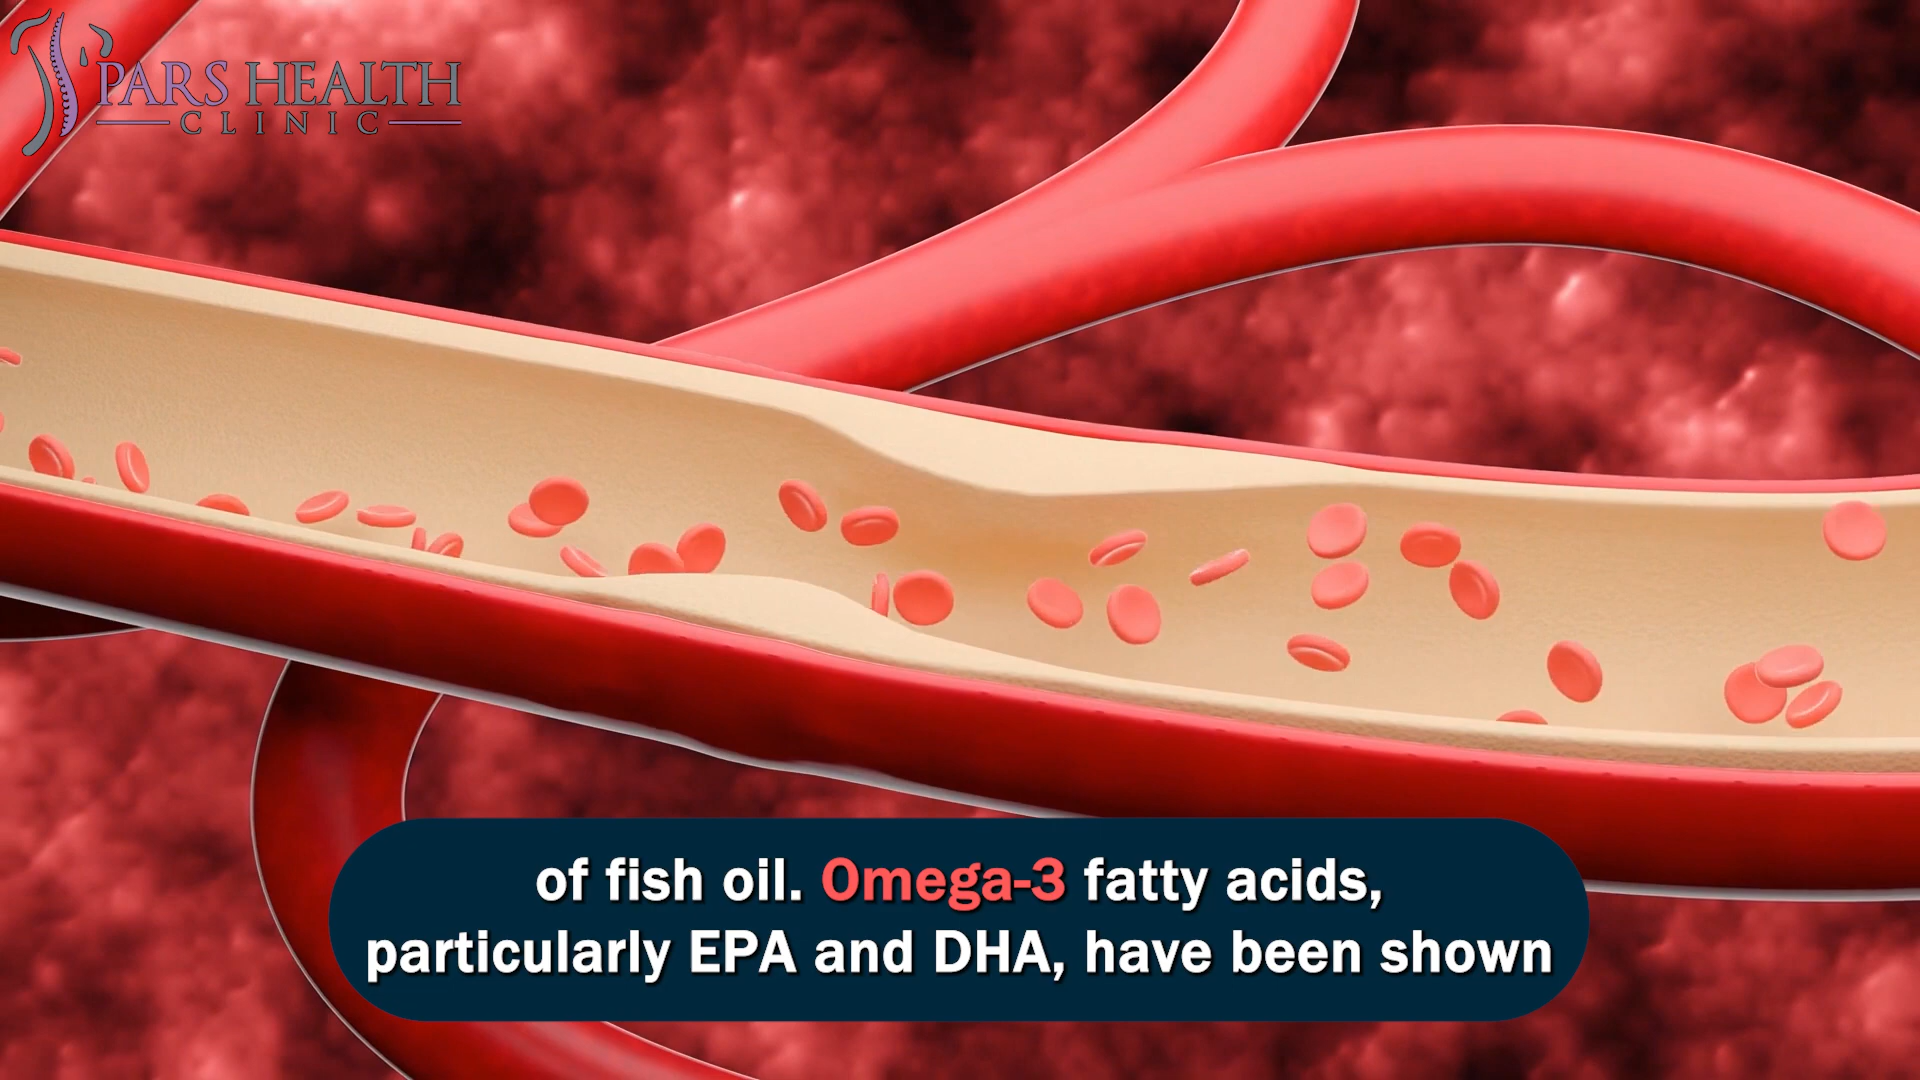 PARS HEALTH
CLINIC
of fish oil. Omega-3 fatty acids,
particularly EPA and DHA, have been shown